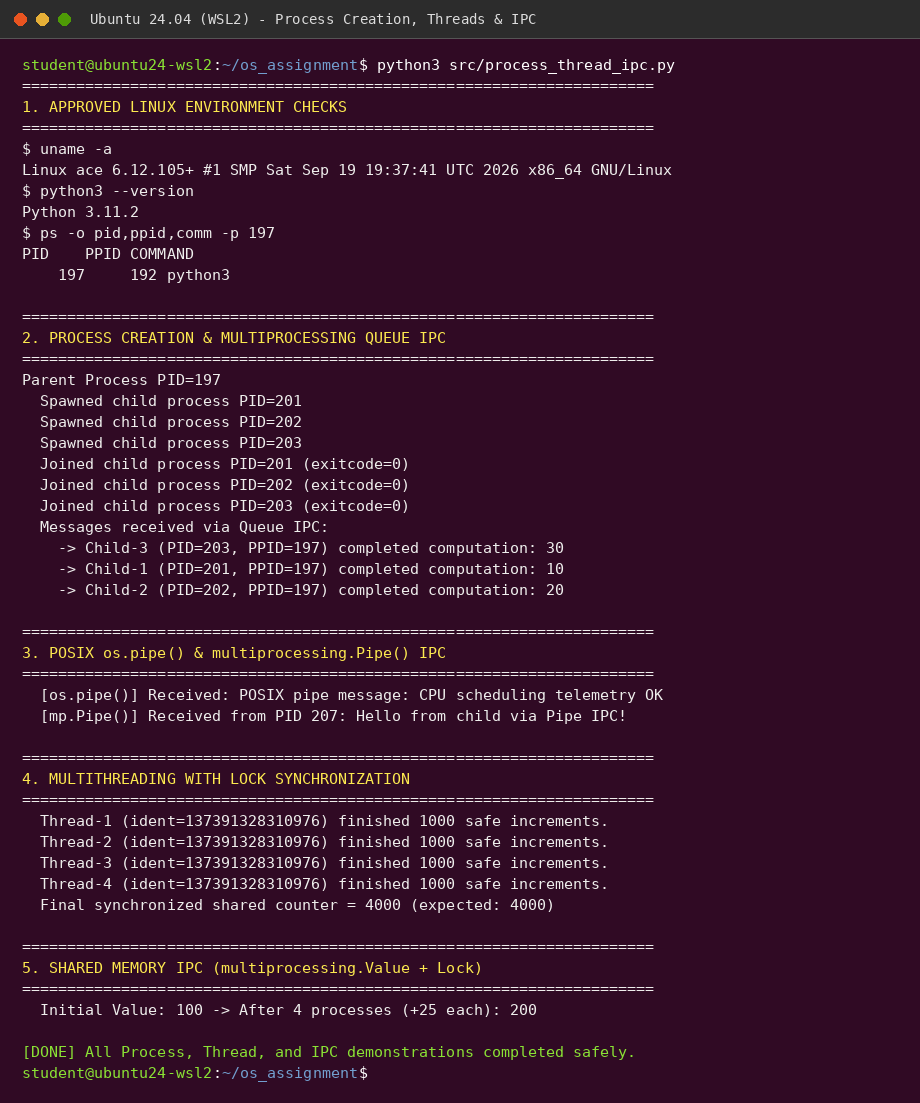 Ubuntu 24.04 (WSL2) - Process Creation, Threads & IPC
student@ubuntu24-wsl2:~/os_assignment$ python3 src/process_thread_ipc.py
======================================================================
1. APPROVED LINUX ENVIRONMENT CHECKS
======================================================================
$ uname -a
Linux ace 6.12.105+ #1 SMP Sat Sep 19 19:37:41 UTC 2026 x86_64 GNU/Linux
$ python3 --version
Python 3.11.2
$ ps -o pid,ppid,comm -p 197
PID    PPID COMMAND
    197     192 python3

======================================================================
2. PROCESS CREATION & MULTIPROCESSING QUEUE IPC
======================================================================
Parent Process PID=197
  Spawned child process PID=201
  Spawned child process PID=202
  Spawned child process PID=203
  Joined child process PID=201 (exitcode=0)
  Joined child process PID=202 (exitcode=0)
  Joined child process PID=203 (exitcode=0)
  Messages received via Queue IPC:
    -> Child-3 (PID=203, PPID=197) completed computation: 30
    -> Child-1 (PID=201, PPID=197) completed computation: 10
    -> Child-2 (PID=202, PPID=197) completed computation: 20

======================================================================
3. POSIX os.pipe() & multiprocessing.Pipe() IPC
======================================================================
  [os.pipe()] Received: POSIX pipe message: CPU scheduling telemetry OK
  [mp.Pipe()] Received from PID 207: Hello from child via Pipe IPC!

======================================================================
4. MULTITHREADING WITH LOCK SYNCHRONIZATION
======================================================================
  Thread-1 (ident=137391328310976) finished 1000 safe increments.
  Thread-2 (ident=137391328310976) finished 1000 safe increments.
  Thread-3 (ident=137391328310976) finished 1000 safe increments.
  Thread-4 (ident=137391328310976) finished 1000 safe increments.
  Final synchronized shared counter = 4000 (expected: 4000)

======================================================================
5. SHARED MEMORY IPC (multiprocessing.Value + Lock)
======================================================================
  Initial Value: 100 -> After 4 processes (+25 each): 200

[DONE] All Process, Thread, and IPC demonstrations completed safely.
student@ubuntu24-wsl2:~/os_assignment$